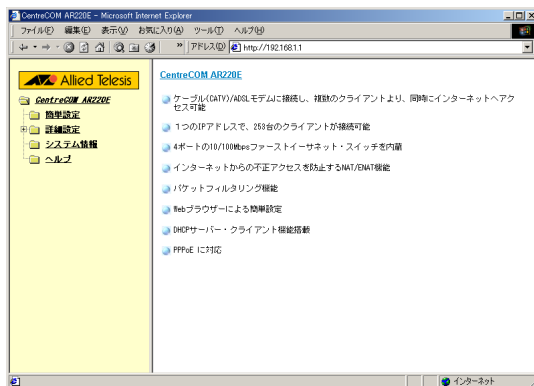 CentreCOM AR220E - Microsoft Internet Explorer
ファイル(F) 編集(E) 表示(V) お気に入り(A) ツール(T) ヘルプ(H)
» アドレス(D) http://192.168.1.1
Allied Telesis
CentreCOM AR220E
簡単設定
詳細設定
システム情報
ヘルプ
CentreCOM AR220E
ケーブル(CATV)/ADSLモデムに接続し、複数のクライアントより、同時にインターネットへアク
セス可能
1つのIPアドレスで、253台のクライアントが接続可能
4ポートの10/100Mbpsファーストイーサネット・スイッチを内蔵
インターネットからの不正アクセスを防止するNAT/ENAT機能
パケットフィルタリング機能
Webブラウザーによる簡単設定
DHCPサーバー・クライアント機能搭載
PPPoE に対応
インターネット